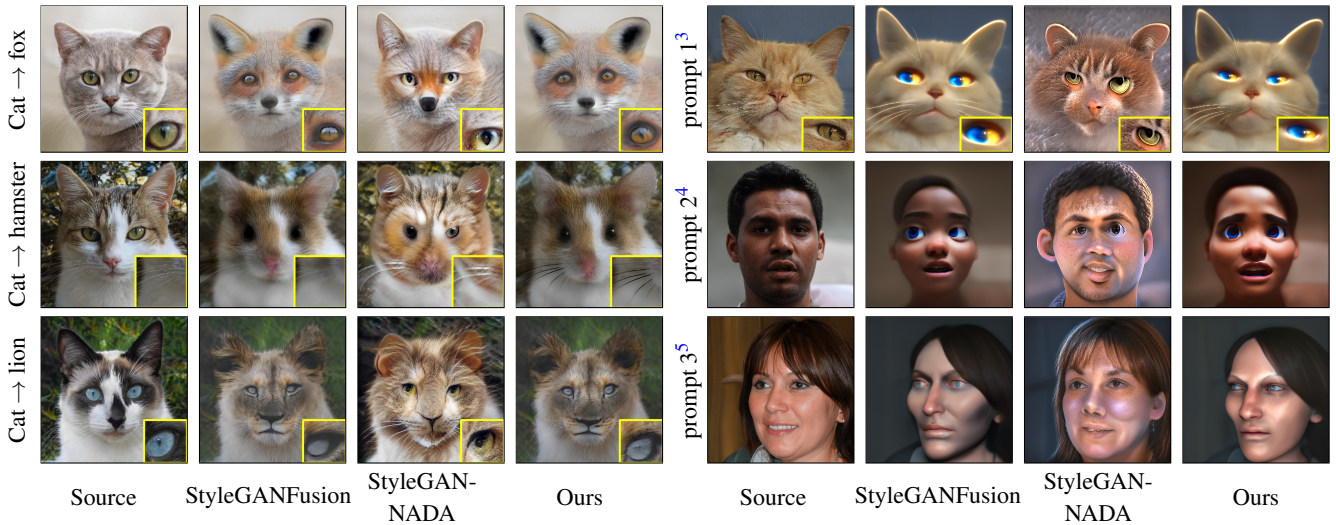 Cat → fox
Cat → hamster
Cat → lion
prompt 1³
prompt 2⁴
prompt 3⁵
Source
StyleGANFusion
StyleGAN-
NADA
Ours
Source
StyleGANFusion
StyleGAN-
NADA
Ours